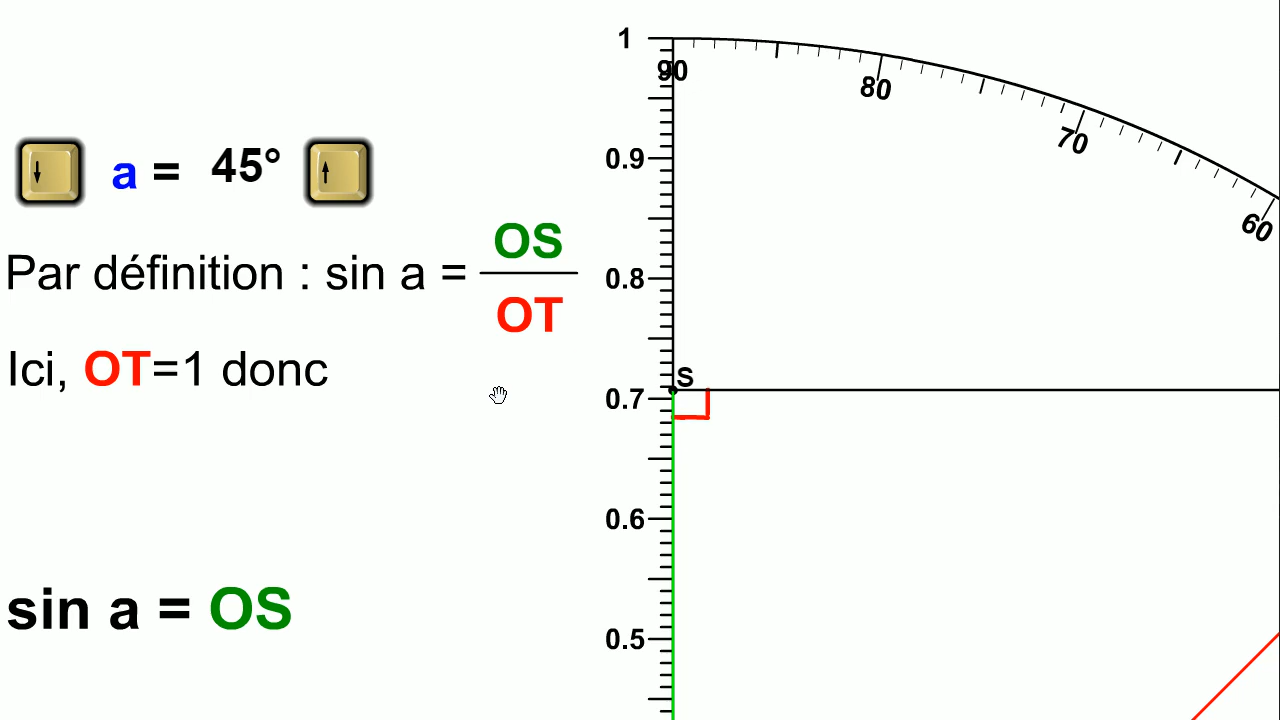 a = 45°
Par définition : sin a = OS
OT
Ici, OT=1 donc
sin a = OS
1
90
80
70
60
0.9
0.8
S
0.7
0.6
0.5